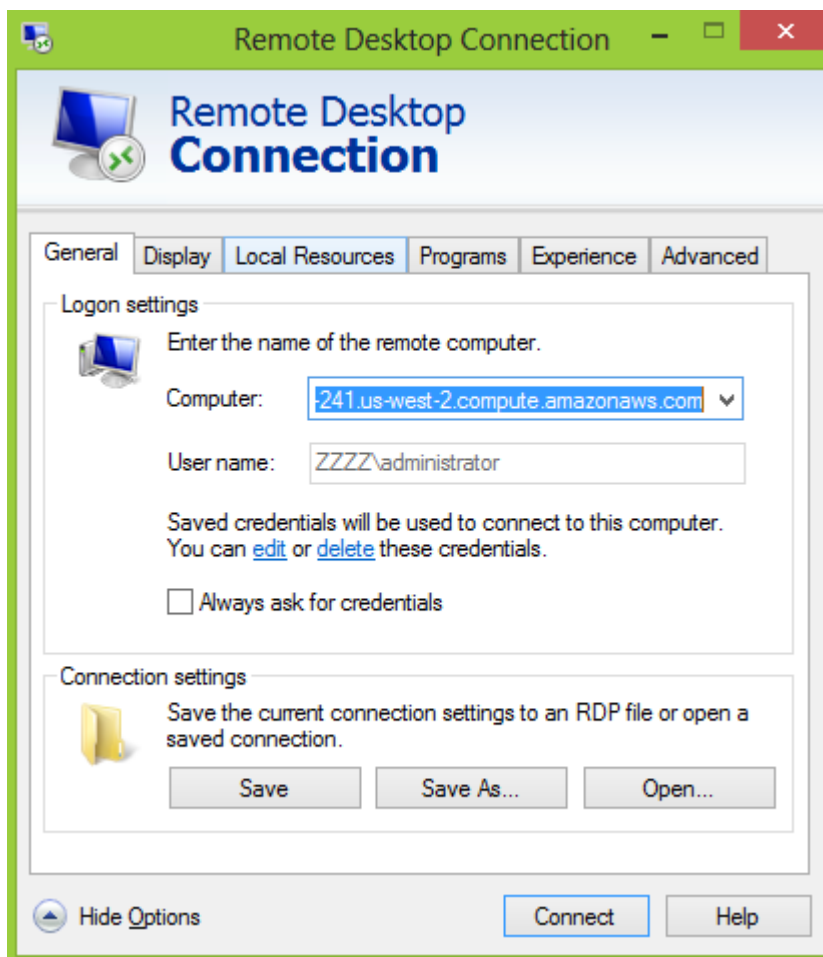 Remote Desktop Connection
Remote Desktop
Connection
General Display Local Resources Programs Experience Advanced
Logon settings
Enter the name of the remote computer.
Computer: -241.us-west-2.compute.amazonaws.com
User name: ZZZZ\administrator
Saved credentials will be used to connect to this computer.
You can edit or delete these credentials.
Always ask for credentials
Connection settings
Save the current connection settings to an RDP file or open a
saved connection.
Save Save As... Open...
Hide Options Connect Help